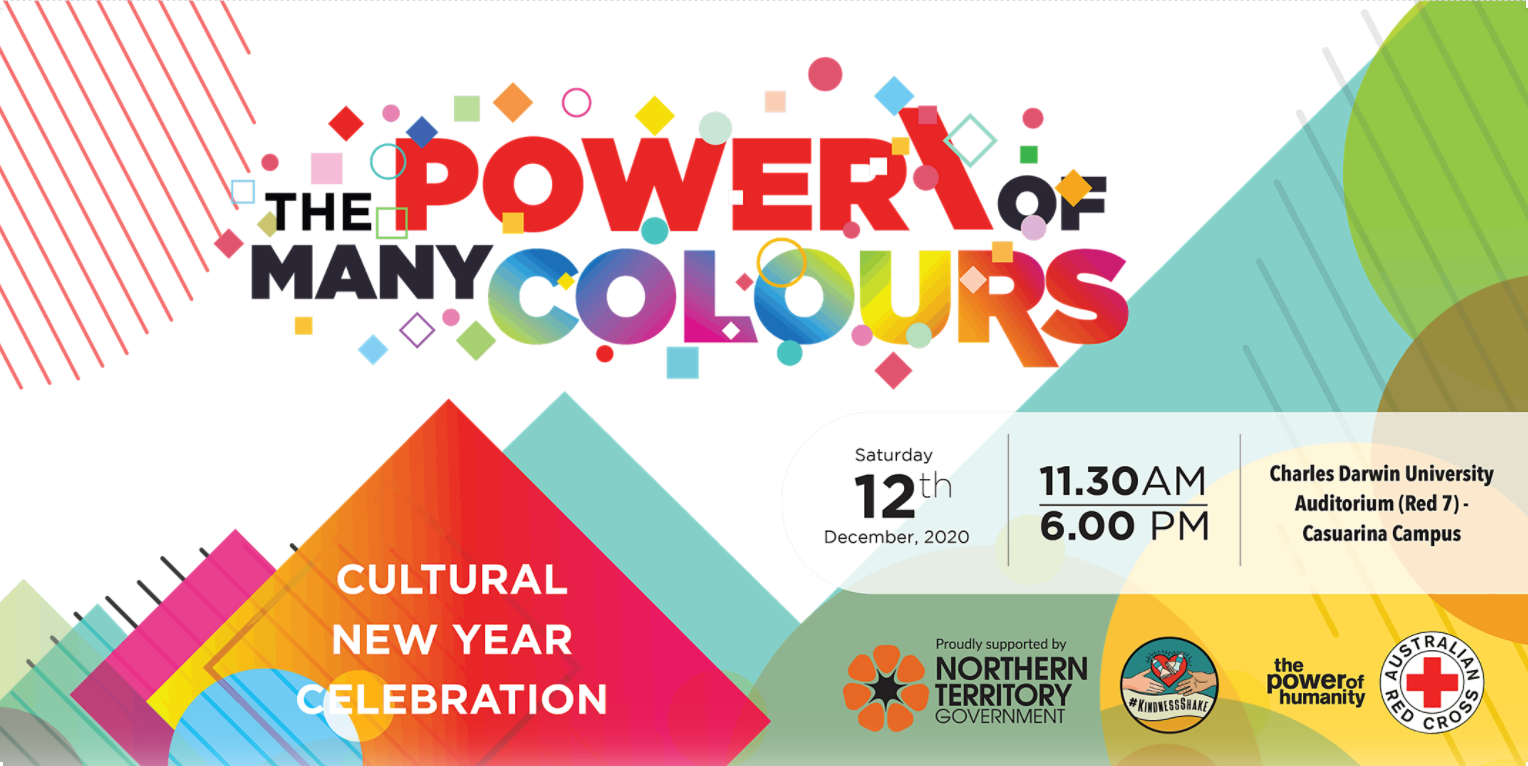 THE POWER OF
MANY COLOURS
Saturday
12th
December, 2020
11.30AM
6.00 PM
Charles Darwin University
Auditorium (Red 7) -
Casuarina Campus
CULTURAL
NEW YEAR
CELEBRATION
Proudly supported by
NORTHERN
TERRITORY
GOVERNMENT
#KINDNESSSHAKE
the
power of
humanity
AUSTRALIAN
RED CROSS